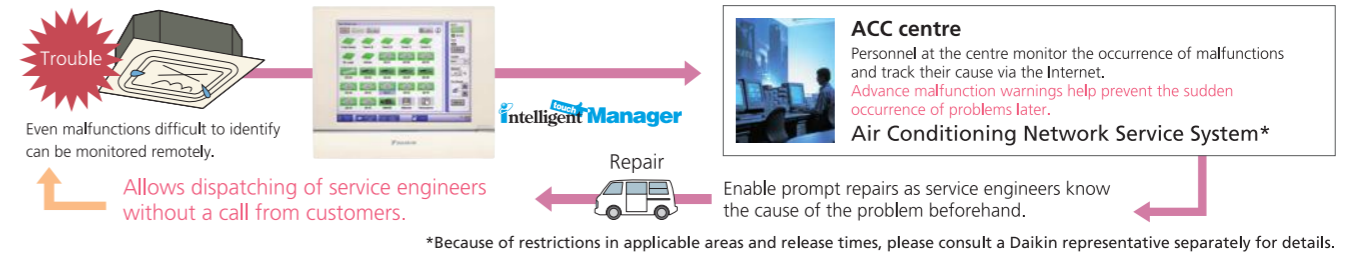 Trouble
Even malfunctions difficult to identify
can be monitored remotely.
DAIKIN
intelligent touch Manager
ACC centre
Personnel at the centre monitor the occurrence of malfunctions
and track their cause via the Internet.
Advance malfunction warnings help prevent the sudden
occurrence of problems later.
Air Conditioning Network Service System*
Repair
Allows dispatching of service engineers
without a call from customers.
Enable prompt repairs as service engineers know
the cause of the problem beforehand.
*Because of restrictions in applicable areas and release times, please consult a Daikin representative separately for details.